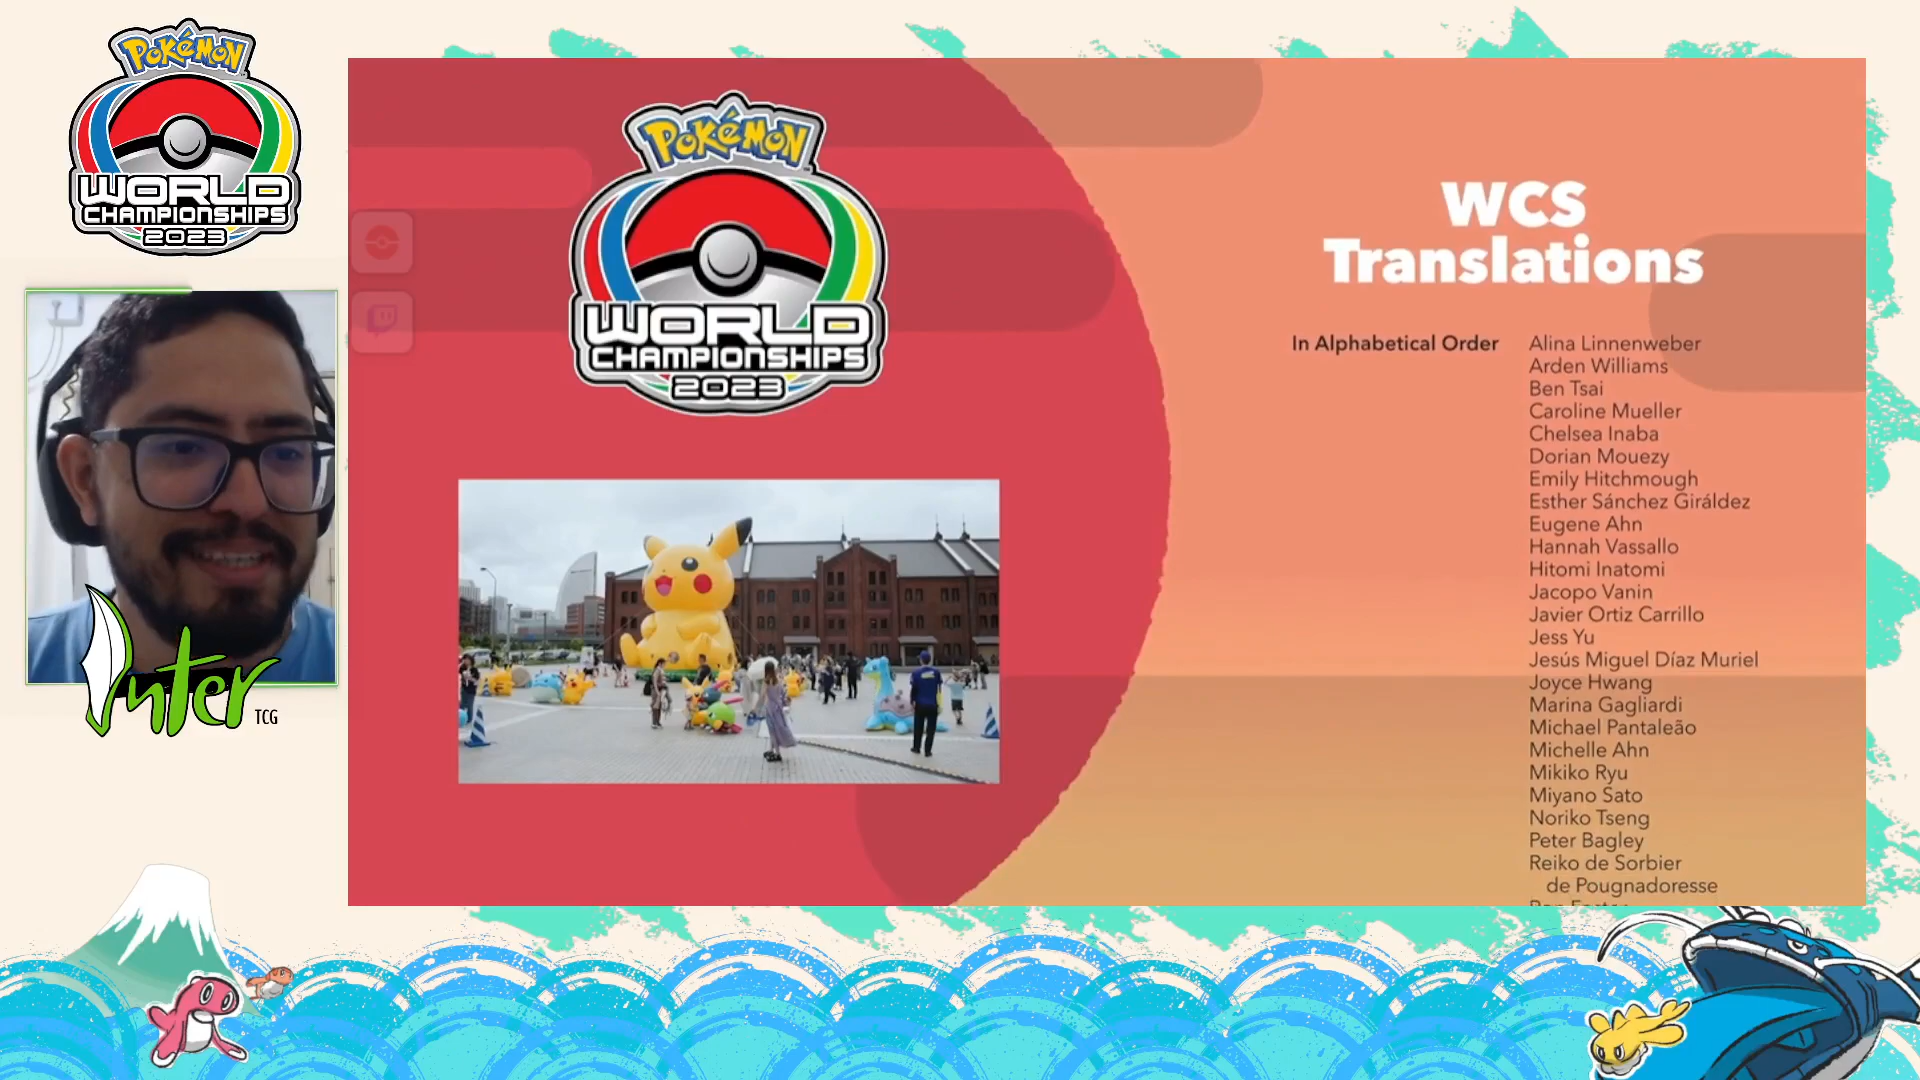 POKÉMON
WORLD
CHAMPIONSHIPS
2023
Inter
TCG
POKÉMON
WORLD
CHAMPIONSHIPS
2023
WCS
Translations
In Alphabetical Order
Alina Linnenweber
Arden Williams
Ben Tsai
Caroline Mueller
Chelsea Inaba
Dorian Mouezy
Emily Hitchmough
Esther Sánchez Giráldez
Eugene Ahn
Hannah Vassallo
Hitomi Inatomi
Jacopo Vanin
Javier Ortiz Carrillo
Jess Yu
Jesús Miguel Díaz Muriel
Joyce Hwang
Marina Gagliardi
Michael Pantaleão
Michelle Ahn
Mikiko Ryu
Miyano Sato
Noriko Tseng
Peter Bagley
Reiko de Sorbier
de Pougnadoresse